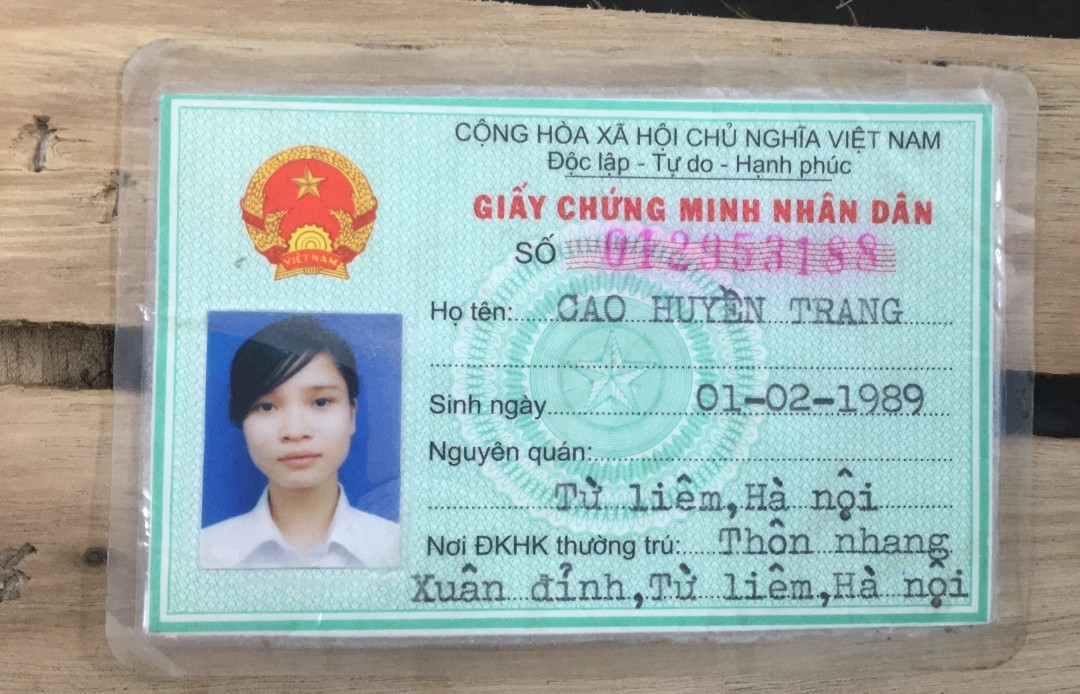 CỘNG HÒA XÃ HỘI CHỦ NGHĨA VIỆT NAM
Độc lập - Tự do - Hạnh phúc
GIẤY CHỨNG MINH NHÂN DÂN
SỐ 012953188
VIỆT NAM
Họ tên: CAO HUYỀN TRANG
Sinh ngày 01-02-1989
Nguyên quán:
Từ liêm,Hà nội
Nơi ĐKHK thường trú: Thôn nhang
Xuân đỉnh,Từ liêm,Hà nội